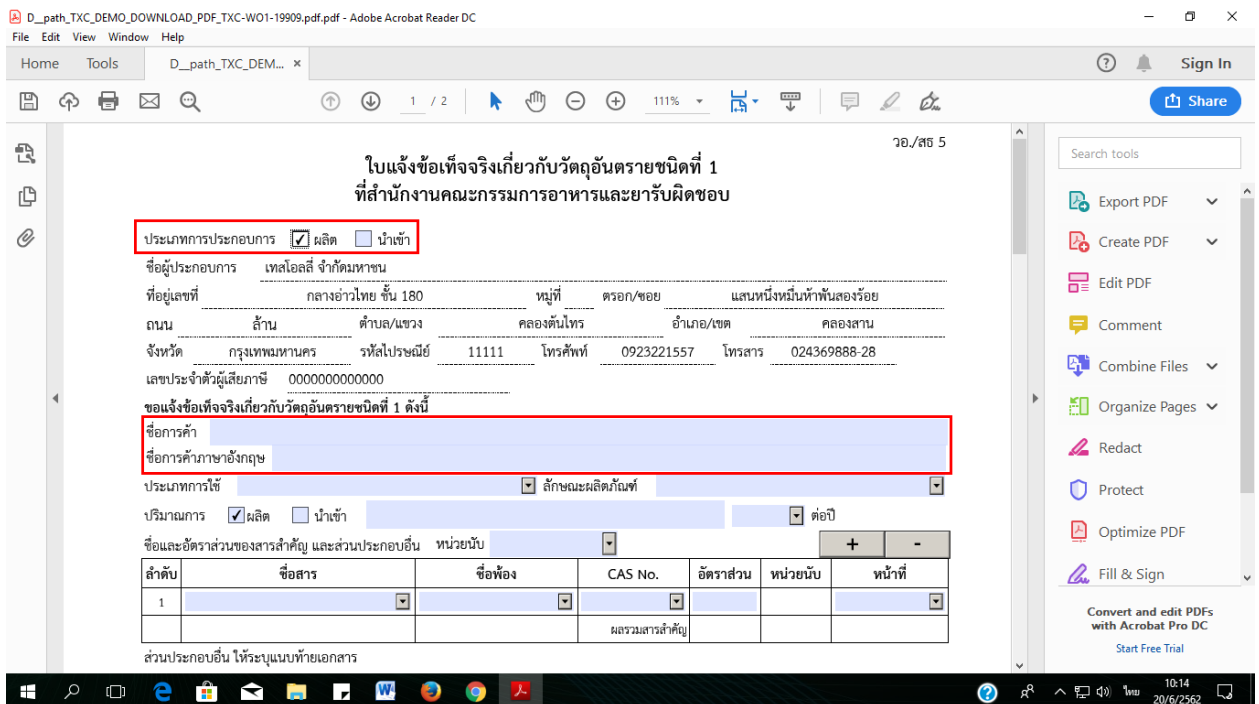 D__path_TXC_DEMO_DOWNLOAD_PDF_TXC-WO1-19909.pdf.pdf - Adobe Acrobat Reader DC
File Edit View Window Help
Home Tools D__path_TXC_DEM... × Sign In
1 / 2 111% Share
วอ./สธ 5
ใบแจ้งข้อเท็จจริงเกี่ยวกับวัตถุอันตรายชนิดที่ 1
ที่สำนักงานคณะกรรมการอาหารและยารับผิดชอบ
ประเภทการประกอบการ ผลิต นำเข้า
ชื่อผู้ประกอบการ เทสโอลลี่ จำกัดมหาชน
ที่อยู่เลขที่ กลางอ่าวไทย ชั้น 180 หมู่ที่ ตรอก/ซอย แสนหนึ่งหมื่นห้าพันสองร้อย
ถนน ล้าน ตำบล/แขวง คลองต้นไทร อำเภอ/เขต คลองสาน
จังหวัด กรุงเทพมหานคร รหัสไปรษณีย์ 11111 โทรศัพท์ 0923221557 โทรสาร 024369888-28
เลขประจำตัวผู้เสียภาษี 0000000000000
ขอแจ้งข้อเท็จจริงเกี่ยวกับวัตถุอันตรายชนิดที่ 1 ดังนี้
ชื่อการค้า
ชื่อการค้าภาษาอังกฤษ
ประเภทการใช้ ลักษณะผลิตภัณฑ์
ปริมาณการ ผลิต นำเข้า ต่อปี
ชื่อและอัตราส่วนของสารสำคัญ และส่วนประกอบอื่น หน่วยนับ + -
ลำดับ ชื่อสาร ชื่อพ้อง CAS No. อัตราส่วน หน่วยนับ หน้าที่
1
ผลรวมสารสำคัญ
ส่วนประกอบอื่น ให้ระบุแนบท้ายเอกสาร
Search tools
Export PDF
Create PDF
Edit PDF
Comment
Combine Files
Organize Pages
Redact
Protect
Optimize PDF
Fill & Sign
Convert and edit PDFs
with Acrobat Pro DC
Start Free Trial
ไทย
10:14
20/6/2562